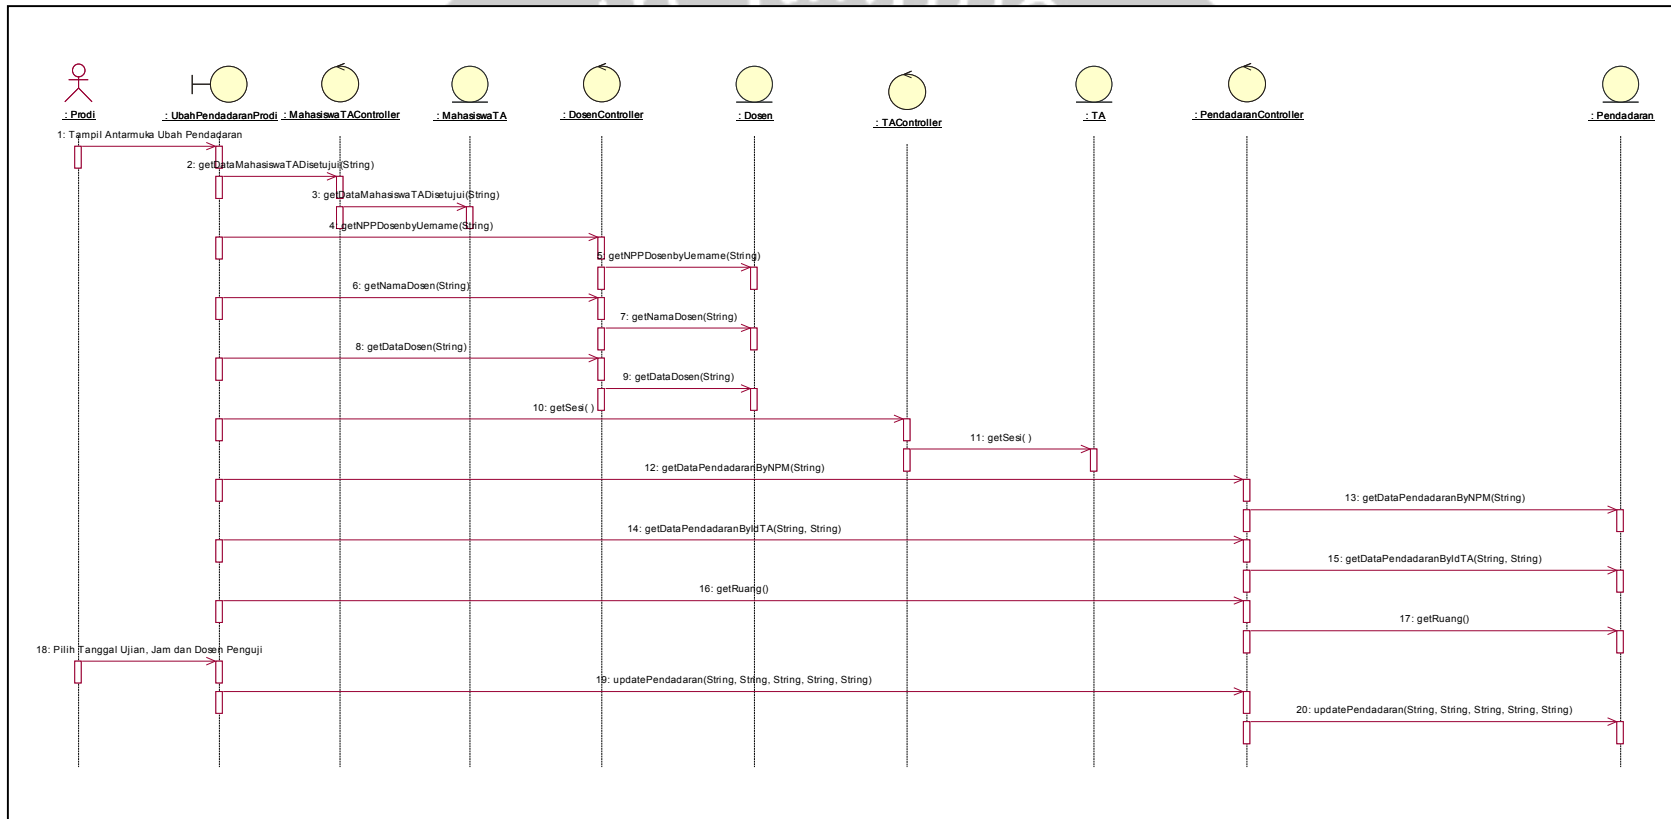 : Prodi
: UbahPendadaranProdi
: MahasiswaTAController
: MahasiswaTA
: DosenController
: Dosen
: TAController
: TA
: PendadaranController
: Pendadaran
1: Tampil Antarmuka Ubah Pendadaran
2: getDataMahasiswaTADisetujui(String)
3: getDataMahasiswaTADisetujui(String)
4: getNPPDosenbyUername(String)
5: getNPPDosenbyUername(String)
6: getNamaDosen(String)
7: getNamaDosen(String)
8: getDataDosen(String)
9: getDataDosen(String)
10: getSesi( )
11: getSesi( )
12: getDataPendadaranByNPM(String)
13: getDataPendadaranByNPM(String)
14: getDataPendadaranByIdTA(String, String)
15: getDataPendadaranByIdTA(String, String)
16: getRuang()
17: getRuang()
18: Pilih Tanggal Ujian, Jam dan Dosen Penguji
19: updatePendadaran(String, String, String, String, String)
20: updatePendadaran(String, String, String, String, String)